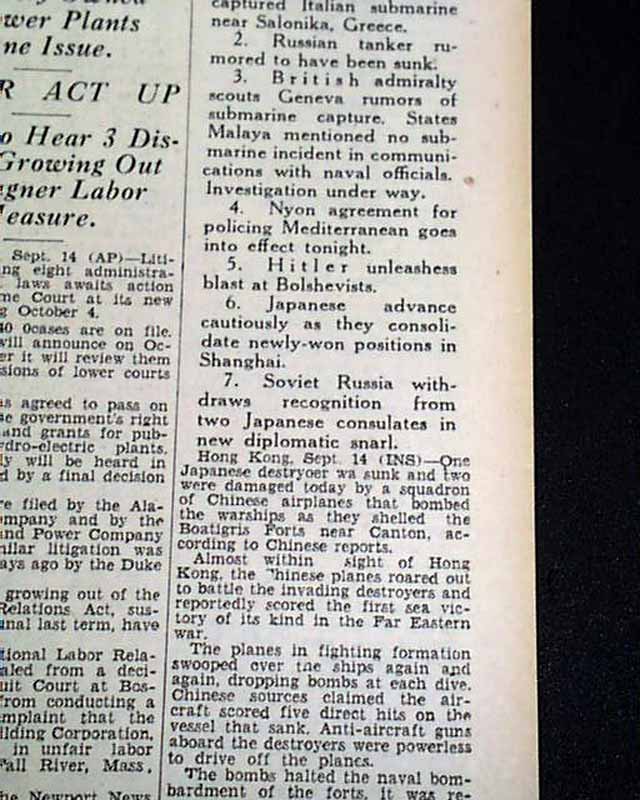 wer Plants
ne Issue.
R ACT UP
o Hear 3 Dis-
Growing Out
gner Labor
easure.
Sept. 14 (AP)—Liti-
ng eight administra-
laws awaits action
me Court at its new
g October 4.
40 0cases are on file.
will announce on Oc-
er it will review them
sions of lower courts
as agreed to pass on
e government's right
and grants for pub-
dro-electric plants.
ly will be heard in
d by a final decision
re filed by the Ala-
ompany and by the
and Power Company
milar litigation was
ays ago by the Duke
growing out of the
Relations Act, sus-
unal last term, have
tional Labor Rela-
aled from a deci-
uit Court at Bos-
from conducting a
omplaint that the
ilding Corporation,
in unfair labor
Fall River, Mass,
he Newport News
captured Italian submarine
near Salonika, Greece.
2. Russian tanker ru-
mored to have been sunk.
3. British admiralty
scouts Geneva rumors of
submarine capture. States
Malaya mentioned no sub-
marine incident in communi-
cations with naval officials.
Investigation under way.
4. Nyon agreement for
policing Mediterranean goes
into effect tonight.
5. Hitler unleashess
blast at Bolshevists.
6. Japanese advance
cautiously as they consoli-
date newly-won positions in
Shanghai.
7. Soviet Russia with-
draws recognition from
two Japanese consulates in
new diplomatic snarl.
Hong Kong, Sept. 14 (INS)—One
Japanese destryoer wa sunk and two
were damaged today by a squadron
of Chinese airplanes that bombed
the warships as they shelled the
Boatigris Forts near Canton, ac-
cording to Chinese reports.
Almost within sight of Hong
Kong, the hinese planes roared out
to battle the invading destroyers and
reportedly scored the first sea vic-
tory of its kind in the Far Eastern
war.
The planes in fighting formation
swooped over the ships again and
again, dropping bombs at each dive.
Chinese sources claimed the air-
craft scored five direct hits on the
vessel that sank. Anti-aircraft guns
aboard the destroyers were powerless
to drive off the planes.
The bombs halted the naval bom-
bardment of the forts, it was re-